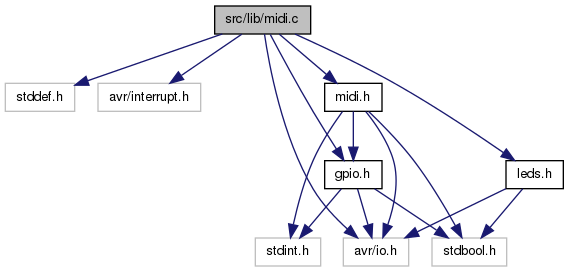 src/lib/midi.c
stddef.h
avr/interrupt.h
midi.h
gpio.h
leds.h
stdint.h
avr/io.h
stdbool.h